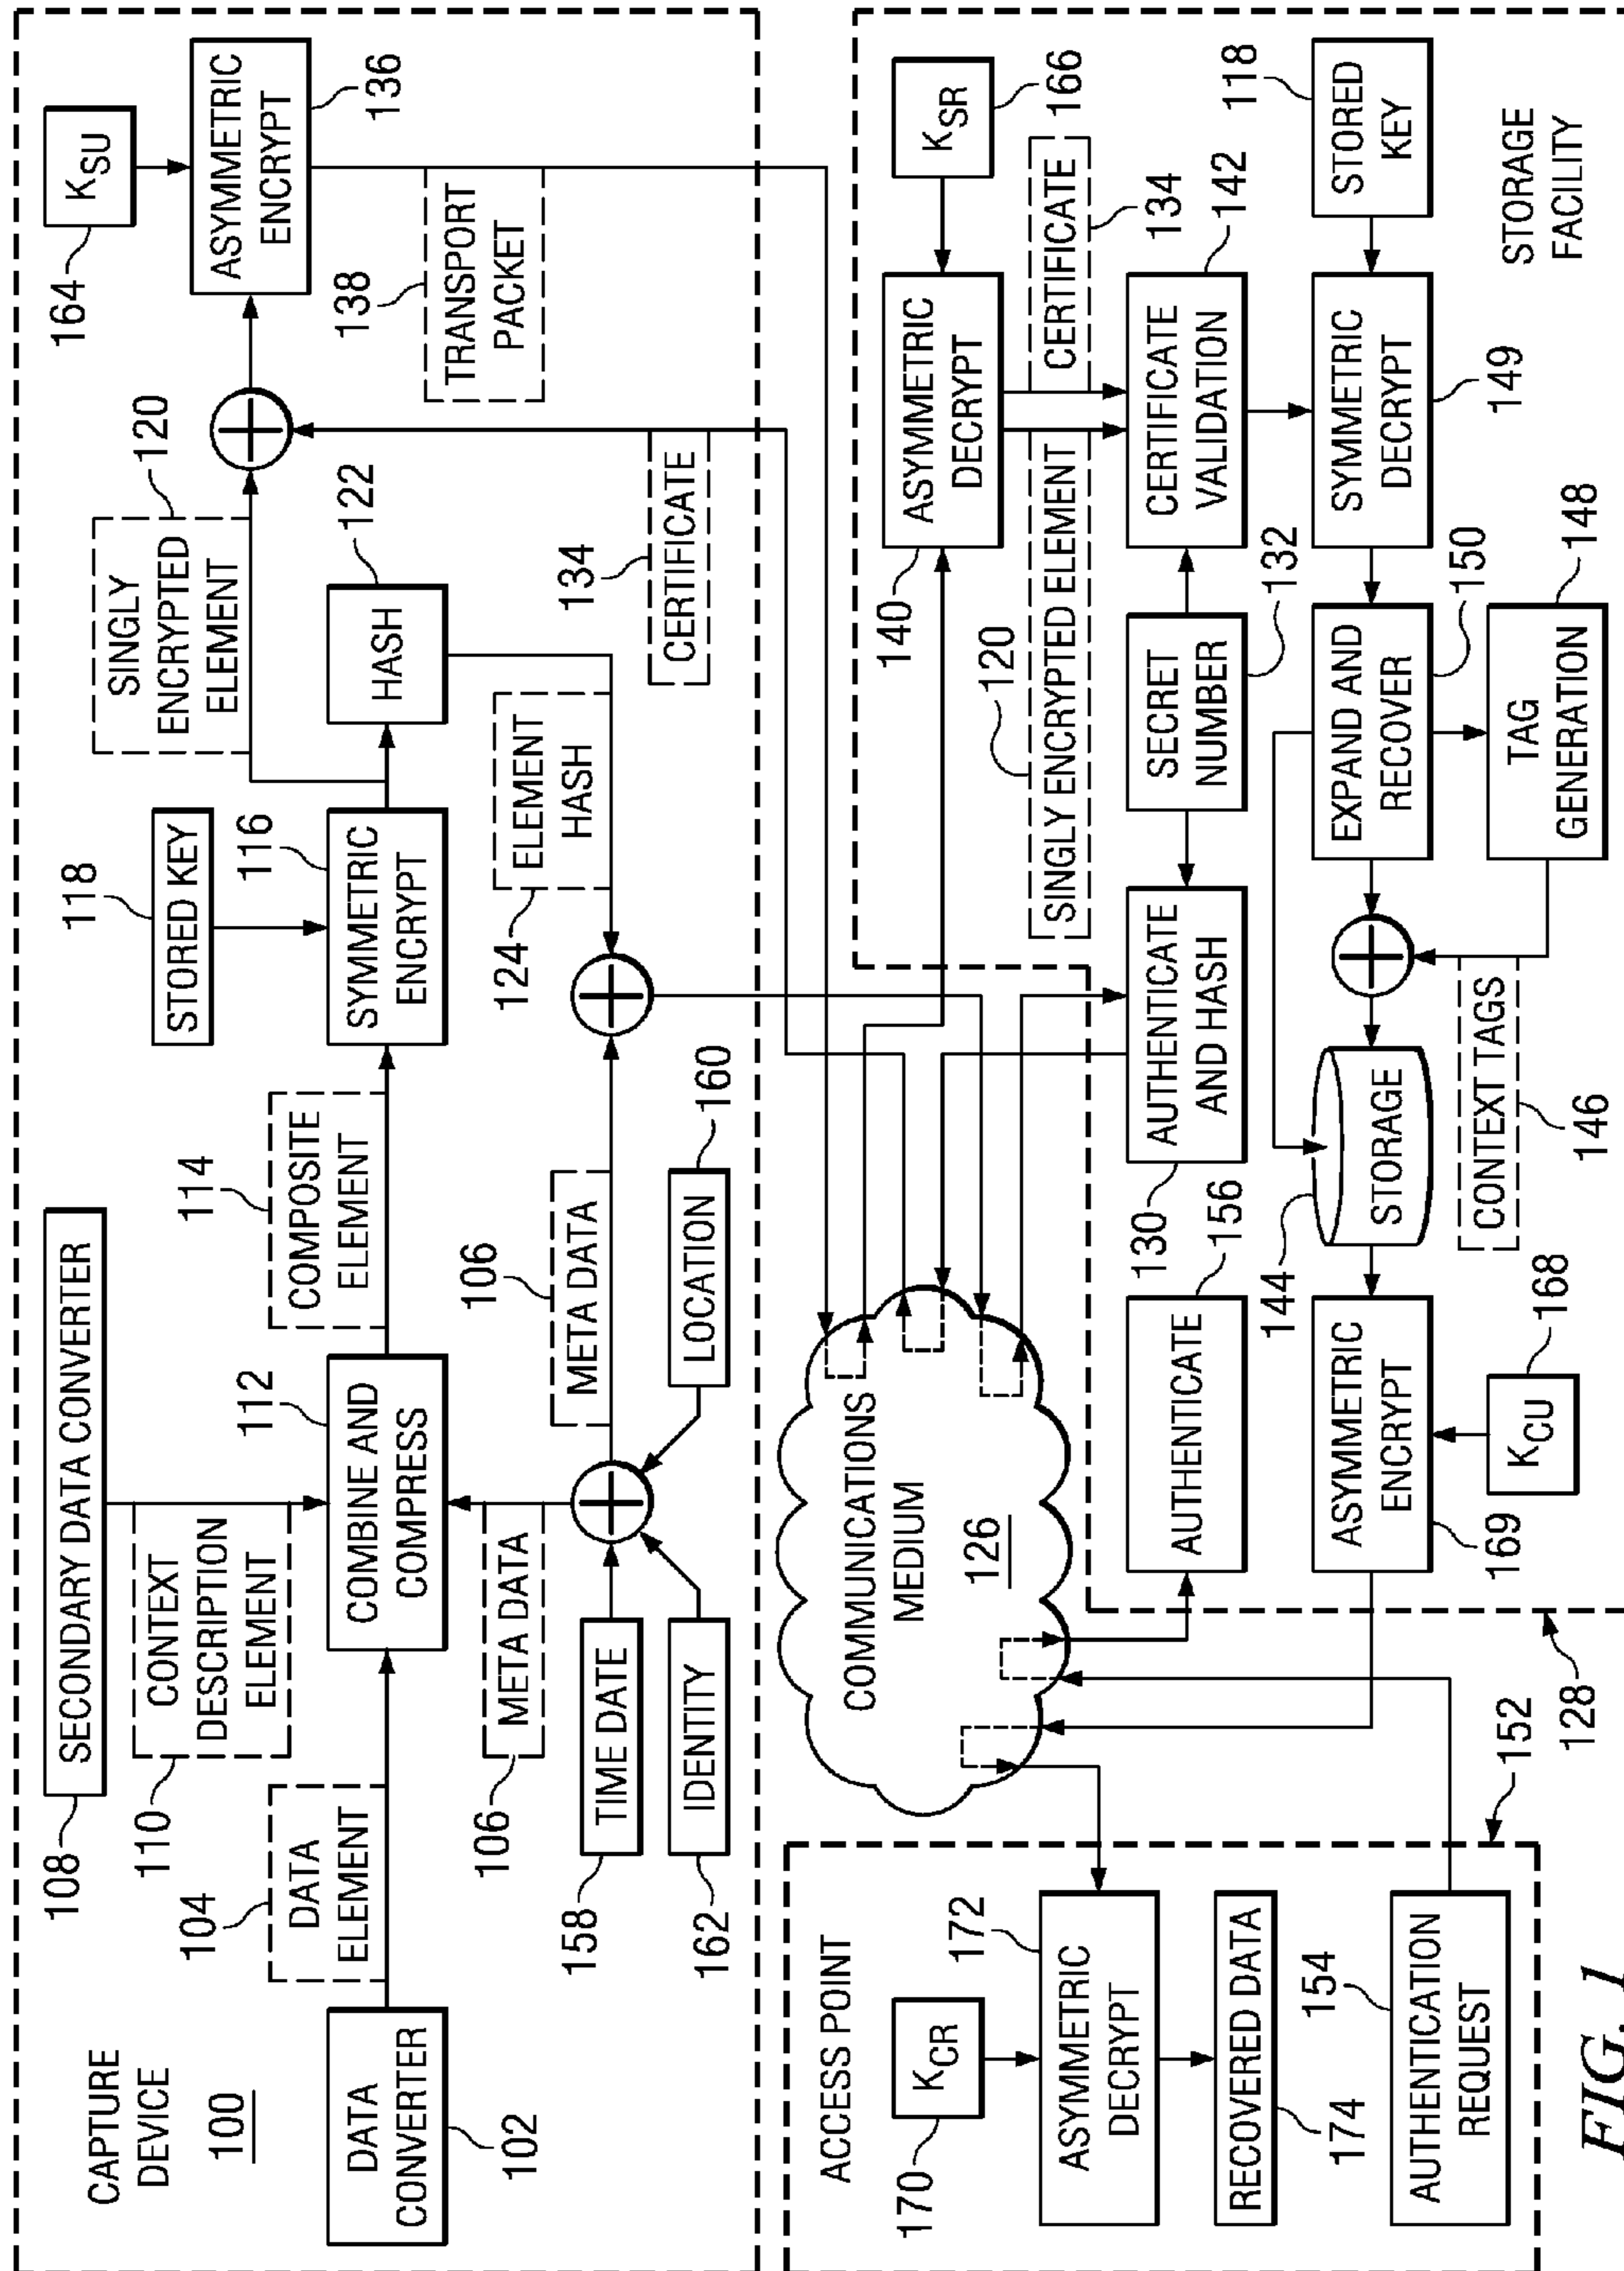 CAPTURE
DEVICE
100
DATA
CONVERTER
102
104
DATA
ELEMENT
108
SECONDARY DATA CONVERTER
110
CONTEXT
DESCRIPTION
ELEMENT
112
COMBINE AND
COMPRESS
106
META DATA
158
TIME DATE
162
IDENTITY
LOCATION
160
106
META DATA
114
COMPOSITE
ELEMENT
118
STORED KEY
116
SYMMETRIC
ENCRYPT
SINGLY
ENCRYPTED
ELEMENT
120
HASH
122
124
ELEMENT
HASH
134
CERTIFICATE
164
KSU
ASYMMETRIC
ENCRYPT
136
138
TRANSPORT
PACKET
ACCESS POINT
170
KCR
172
ASYMMETRIC
DECRYPT
RECOVERED DATA
174
154
AUTHENTICATION
REQUEST
152
COMMUNICATIONS
MEDIUM
126
128
140
ASYMMETRIC
DECRYPT
KSR
166
120
SINGLY ENCRYPTED ELEMENT
CERTIFICATE
134
AUTHENTICATE
156
130
AUTHENTICATE
AND HASH
SECRET
NUMBER
132
CERTIFICATE
VALIDATION
142
169
ASYMMETRIC
ENCRYPT
KCU
168
144
STORAGE
CONTEXT TAGS
146
EXPAND AND
RECOVER
150
TAG
GENERATION
148
SYMMETRIC
DECRYPT
149
STORED
KEY
118
STORAGE
FACILITY
FIG. 1